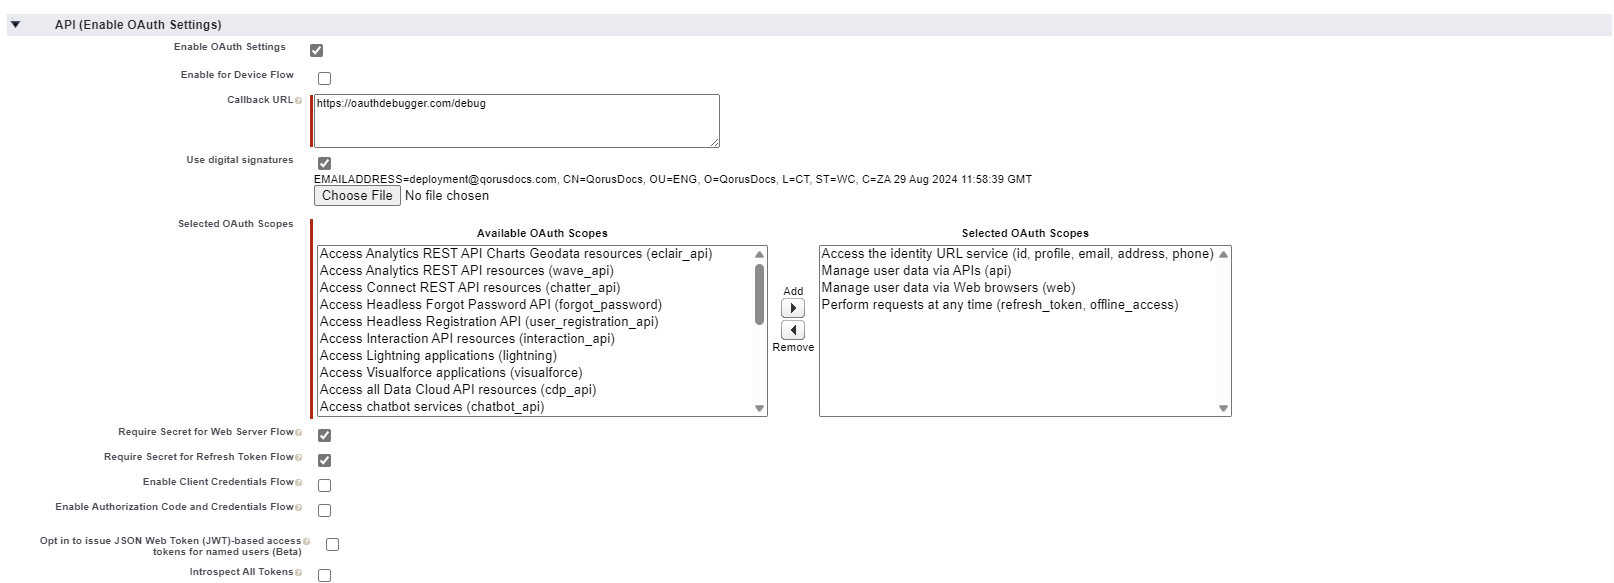 API (Enable OAuth Settings)
Enable OAuth Settings
Enable for Device Flow
Callback URL
https://oauthdebugger.com/debug
Use digital signatures
EMAILADDRESS=deployment@qorusdocs.com, CN=QorusDocs, OU=ENG, O=QorusDocs, L=CT, ST=WC, C=ZA 29 Aug 2024 11:58:39 GMT
Choose File No file chosen
Selected OAuth Scopes
Available OAuth Scopes
Access Analytics REST API Charts Geodata resources (eclair_api)
Access Analytics REST API resources (wave_api)
Access Connect REST API resources (chatter_api)
Access Headless Forgot Password API (forgot_password)
Access Headless Registration API (user_registration_api)
Access Interaction API resources (interaction_api)
Access Lightning applications (lightning)
Access Visualforce applications (visualforce)
Access all Data Cloud API resources (cdp_api)
Access chatbot services (chatbot_api)
Add
Remove
Selected OAuth Scopes
Access the identity URL service (id, profile, email, address, phone)
Manage user data via APIs (api)
Manage user data via Web browsers (web)
Perform requests at any time (refresh_token, offline_access)
Require Secret for Web Server Flow
Require Secret for Refresh Token Flow
Enable Client Credentials Flow
Enable Authorization Code and Credentials Flow
Opt in to issue JSON Web Token (JWT)-based access
tokens for named users (Beta)
Introspect All Tokens